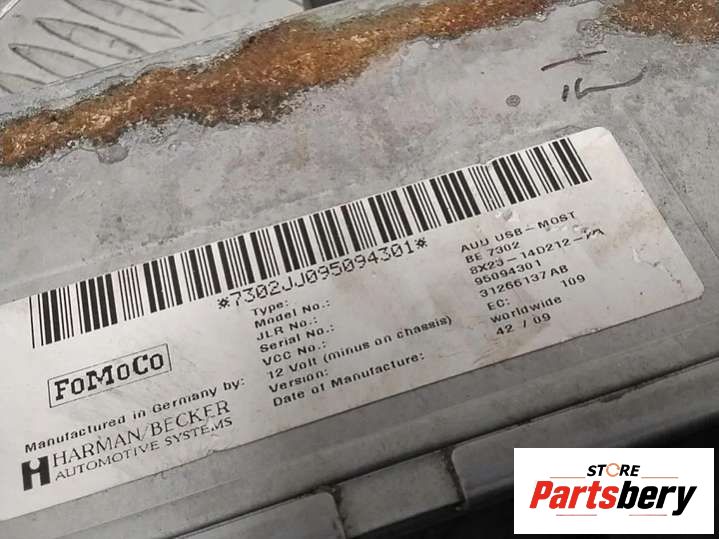 *7302JJ095094301*
Type: AUU USB-MOST
Model No.: BE 7302
JLR No.: 8X23-14D212-
Serial No.: 95094301
VCC No.: 31266137AB
12 Volt (minus on chassis) EC: 109
Version: worldwide
Date of Manufacture: 42 / 09
FoMoCo
Manufactured in Germany by:
HARMAN/BECKER
AUTOMOTIVE SYSTEMS
STORE
Partsbery